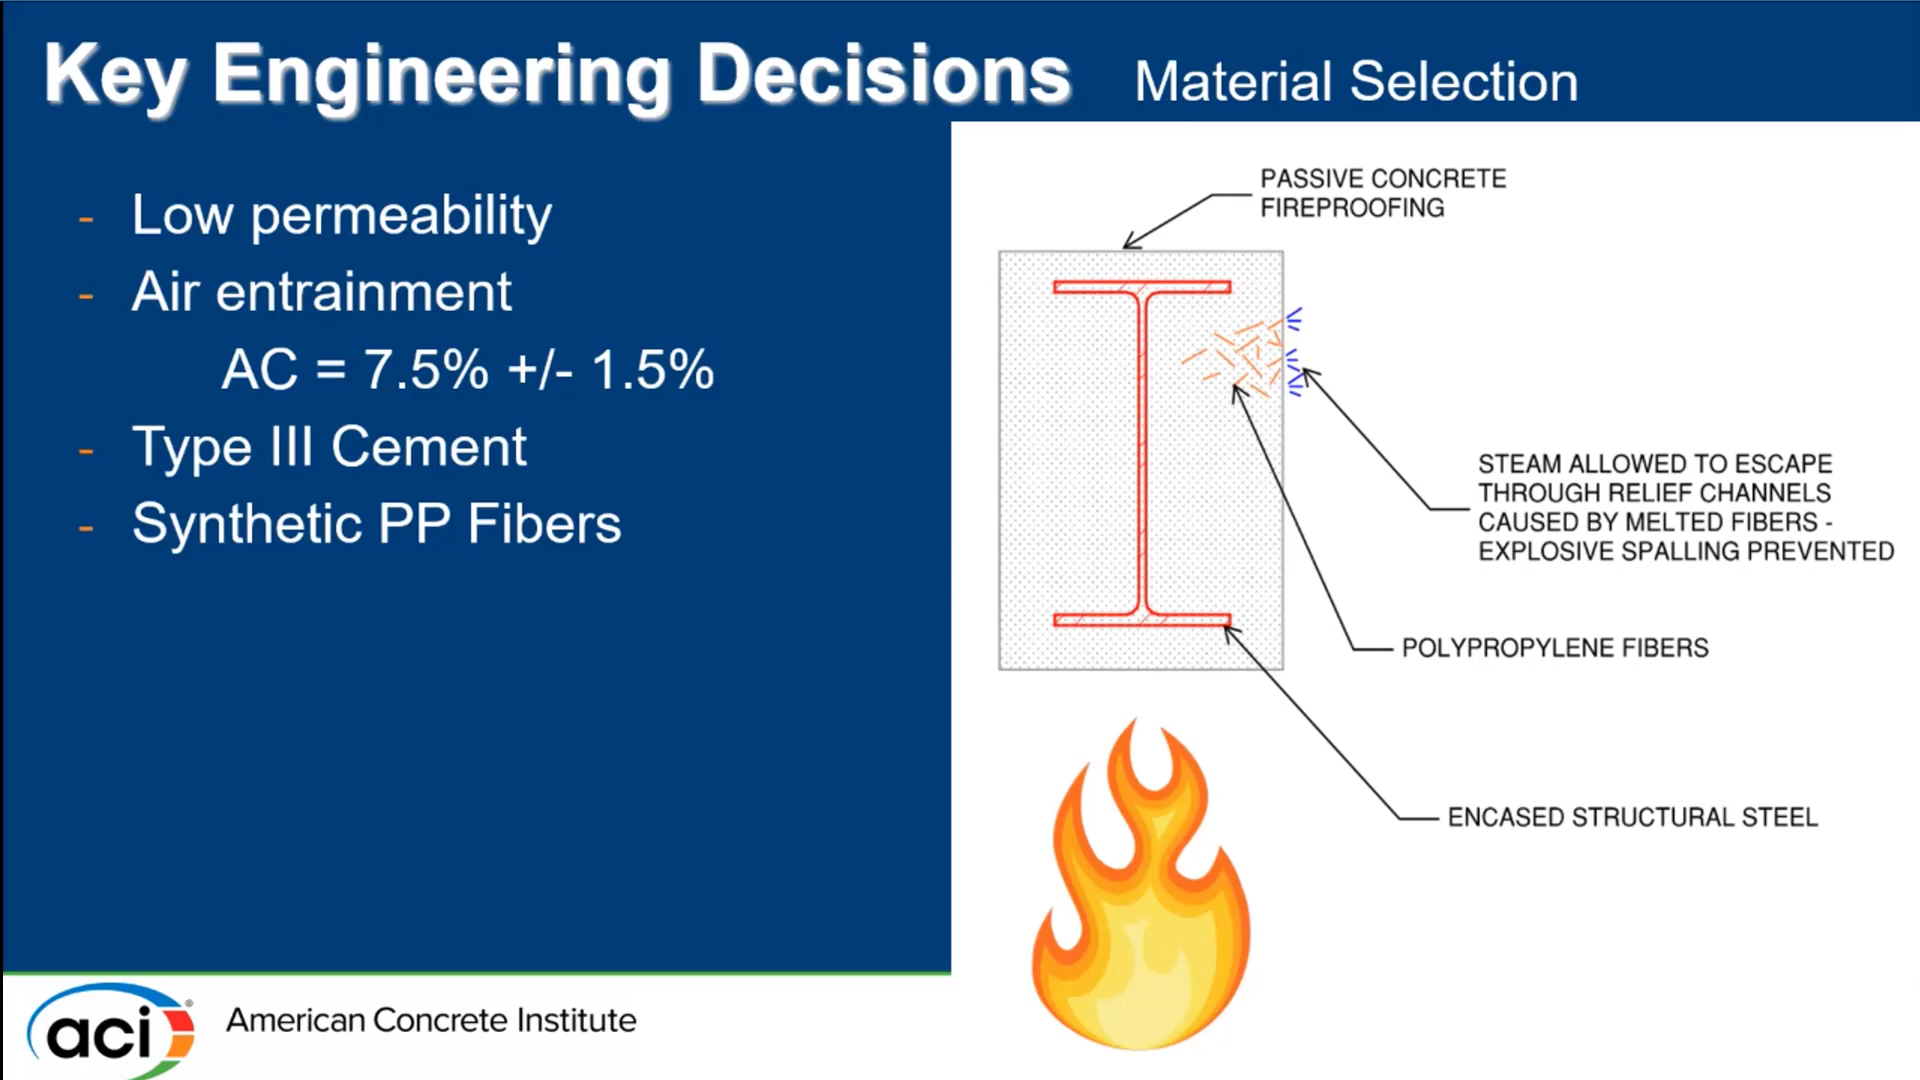 Key Engineering Decisions Material Selection
- Low permeability
- Air entrainment
AC = 7.5% +/- 1.5%
- Type III Cement
- Synthetic PP Fibers
PASSIVE CONCRETE
FIREPROOFING
STEAM ALLOWED TO ESCAPE
THROUGH RELIEF CHANNELS
CAUSED BY MELTED FIBERS -
EXPLOSIVE SPALLING PREVENTED
POLYPROPYLENE FIBERS
ENCASED STRUCTURAL STEEL
aci® American Concrete Institute